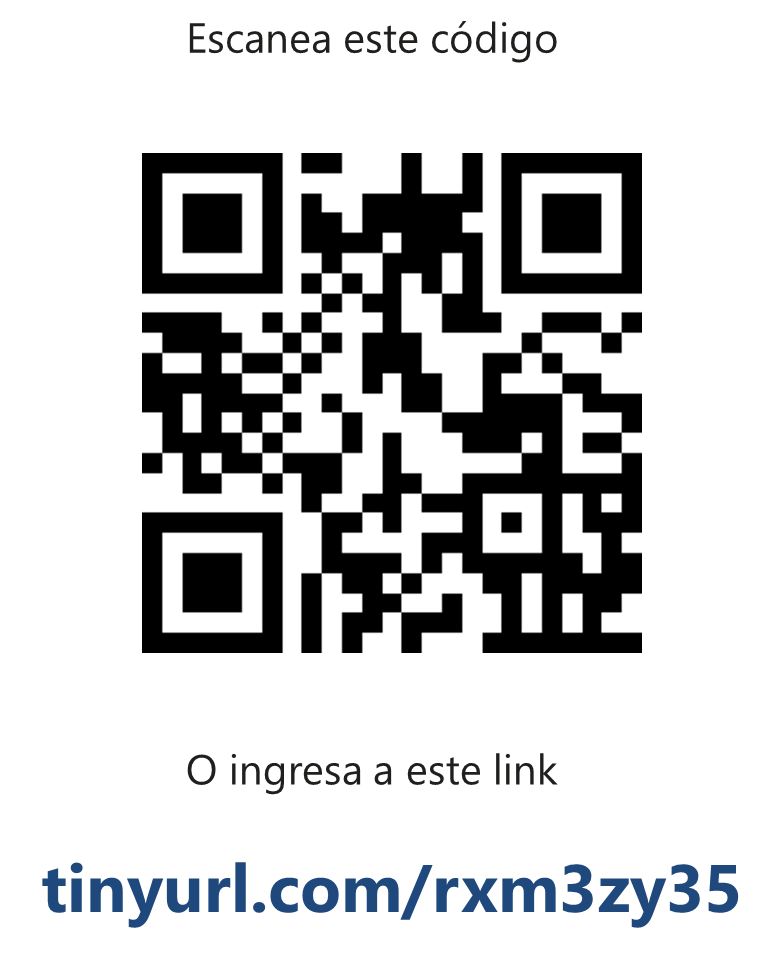 Escanea este código
O ingresa a este link
tinyurl.com/rxm3zy35